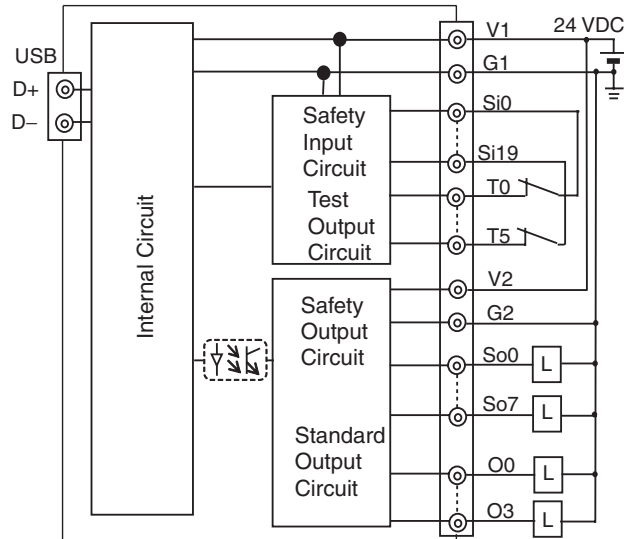 V1
24 VDC
USB
G1
D+
D–
Si0
Safety
Input
Circuit
Si19
Test
Output
Circuit
T0
T5
Internal Circuit
V2
Safety
Output
Circuit
G2
So0
L
So7
L
Standard
Output
Circuit
O0
L
O3
L